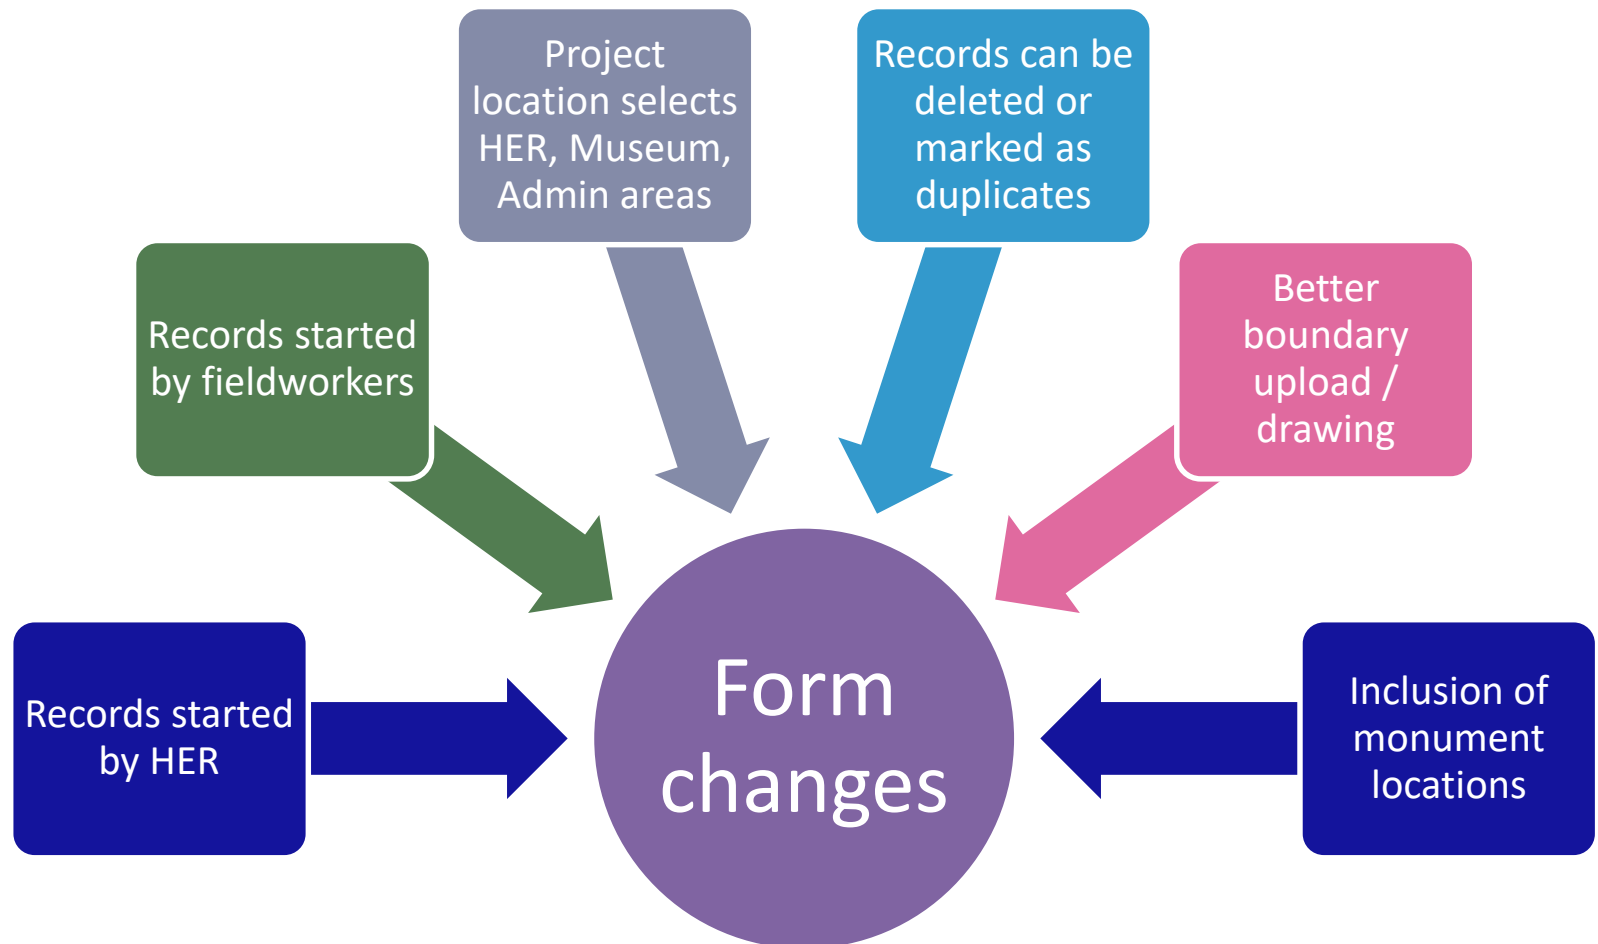 Project
location selects
HER, Museum,
Admin areas
Records can be
deleted or
marked as
duplicates
Records started
by fieldworkers
Better
boundary
upload /
drawing
Records started
by HER
Form
changes
Inclusion of
monument
locations